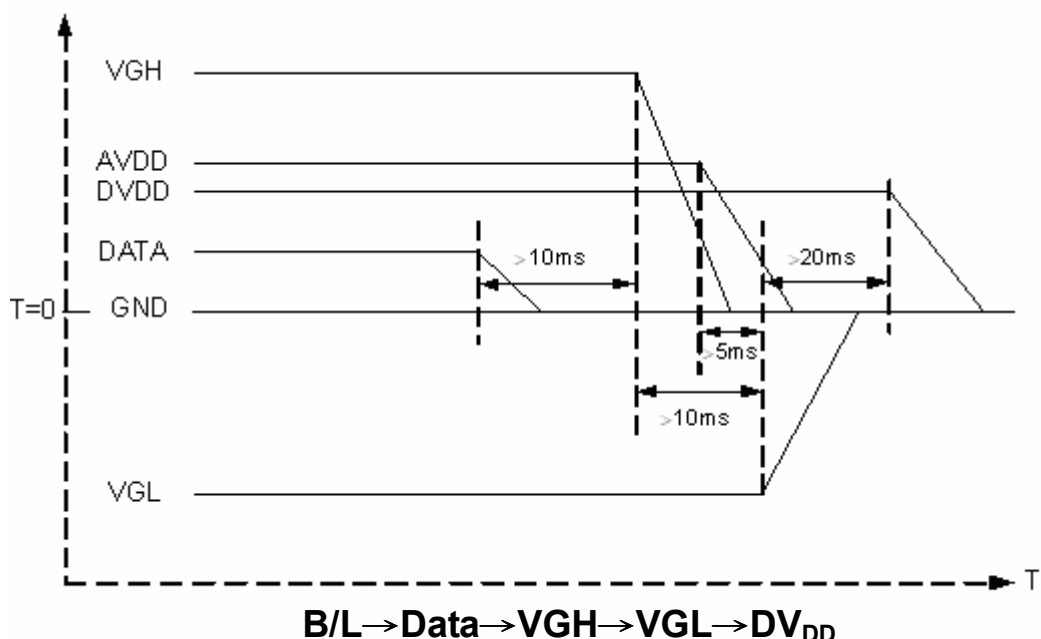 VGH
AVDD
DVDD
DATA
>10ms
>20ms
T=0
GND
>5ms
>10ms
VGL
T
B/L→Data→VGH→VGL→DVDD